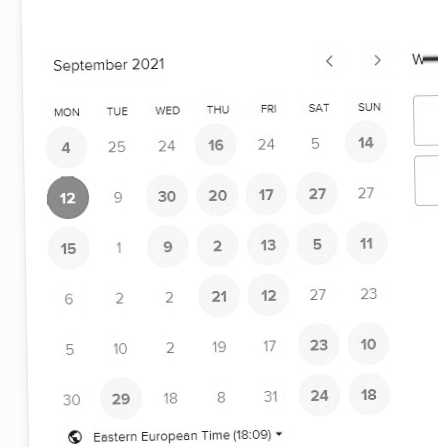 September 2021
MON TUE WED THU FRI SAT SUN
4 25 24 16 24 5 14
12 9 30 20 17 27 27
15 1 9 2 13 5 11
6 2 2 21 12 27 23
5 10 2 19 17 23 10
30 29 18 8 31 24 18
Eastern European Time (18:09)